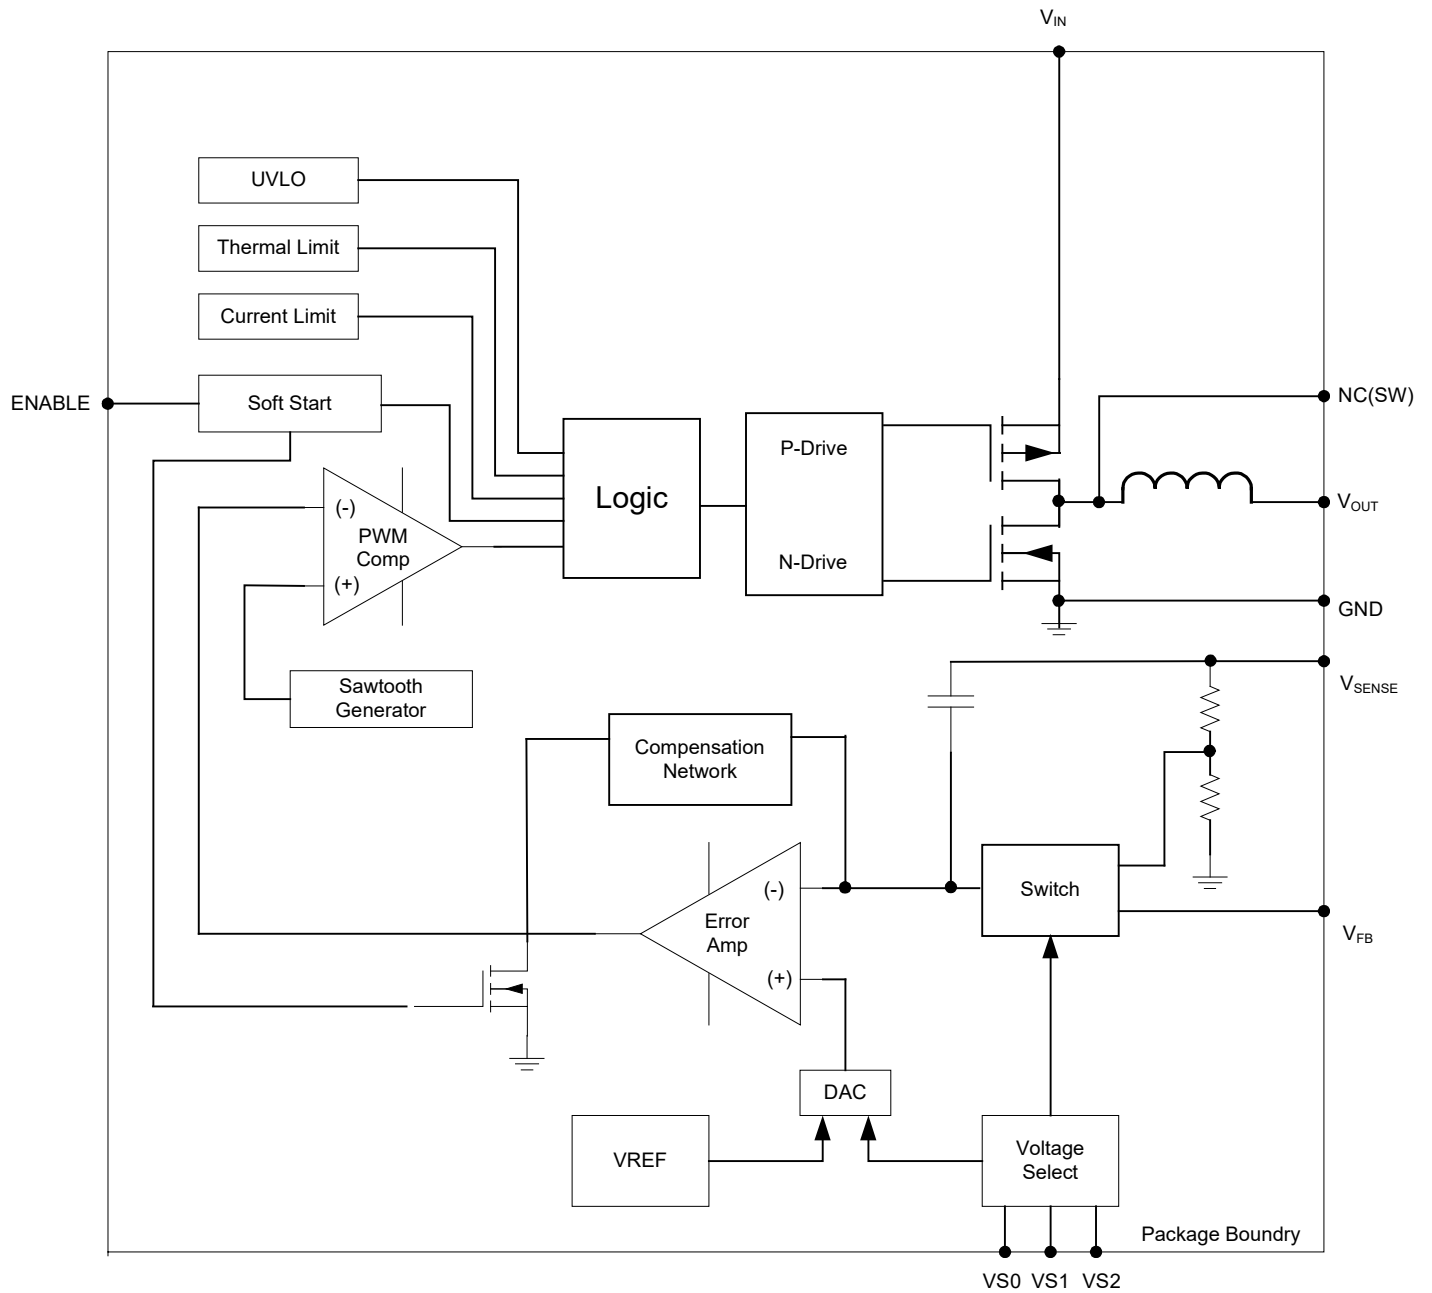 VIN
UVLO
Thermal Limit
Current Limit
ENABLE
Soft Start
NC(SW)
P-Drive
Logic
VOUT
(-)
PWM
Comp
(+)
N-Drive
GND
VSENSE
Sawtooth
Generator
Compensation
Network
(-)
Switch
Error
Amp
VFB
(+)
DAC
VREF
Voltage
Select
Package Boundry
VS0 VS1 VS2